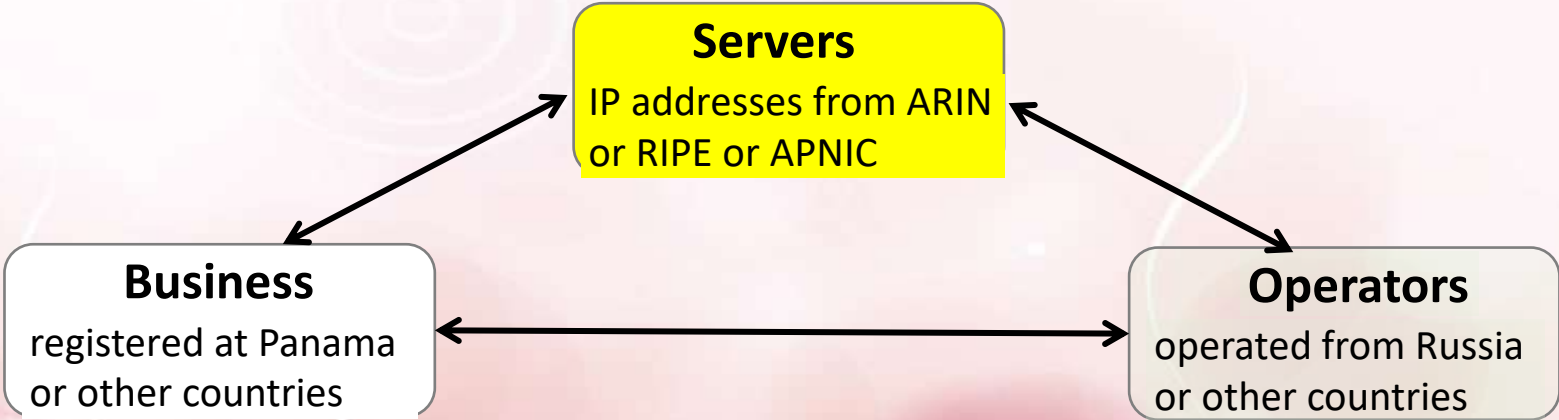 Servers
IP addresses from ARIN
or RIPE or APNIC
Business
registered at Panama
or other countries
Operators
operated from Russia
or other countries